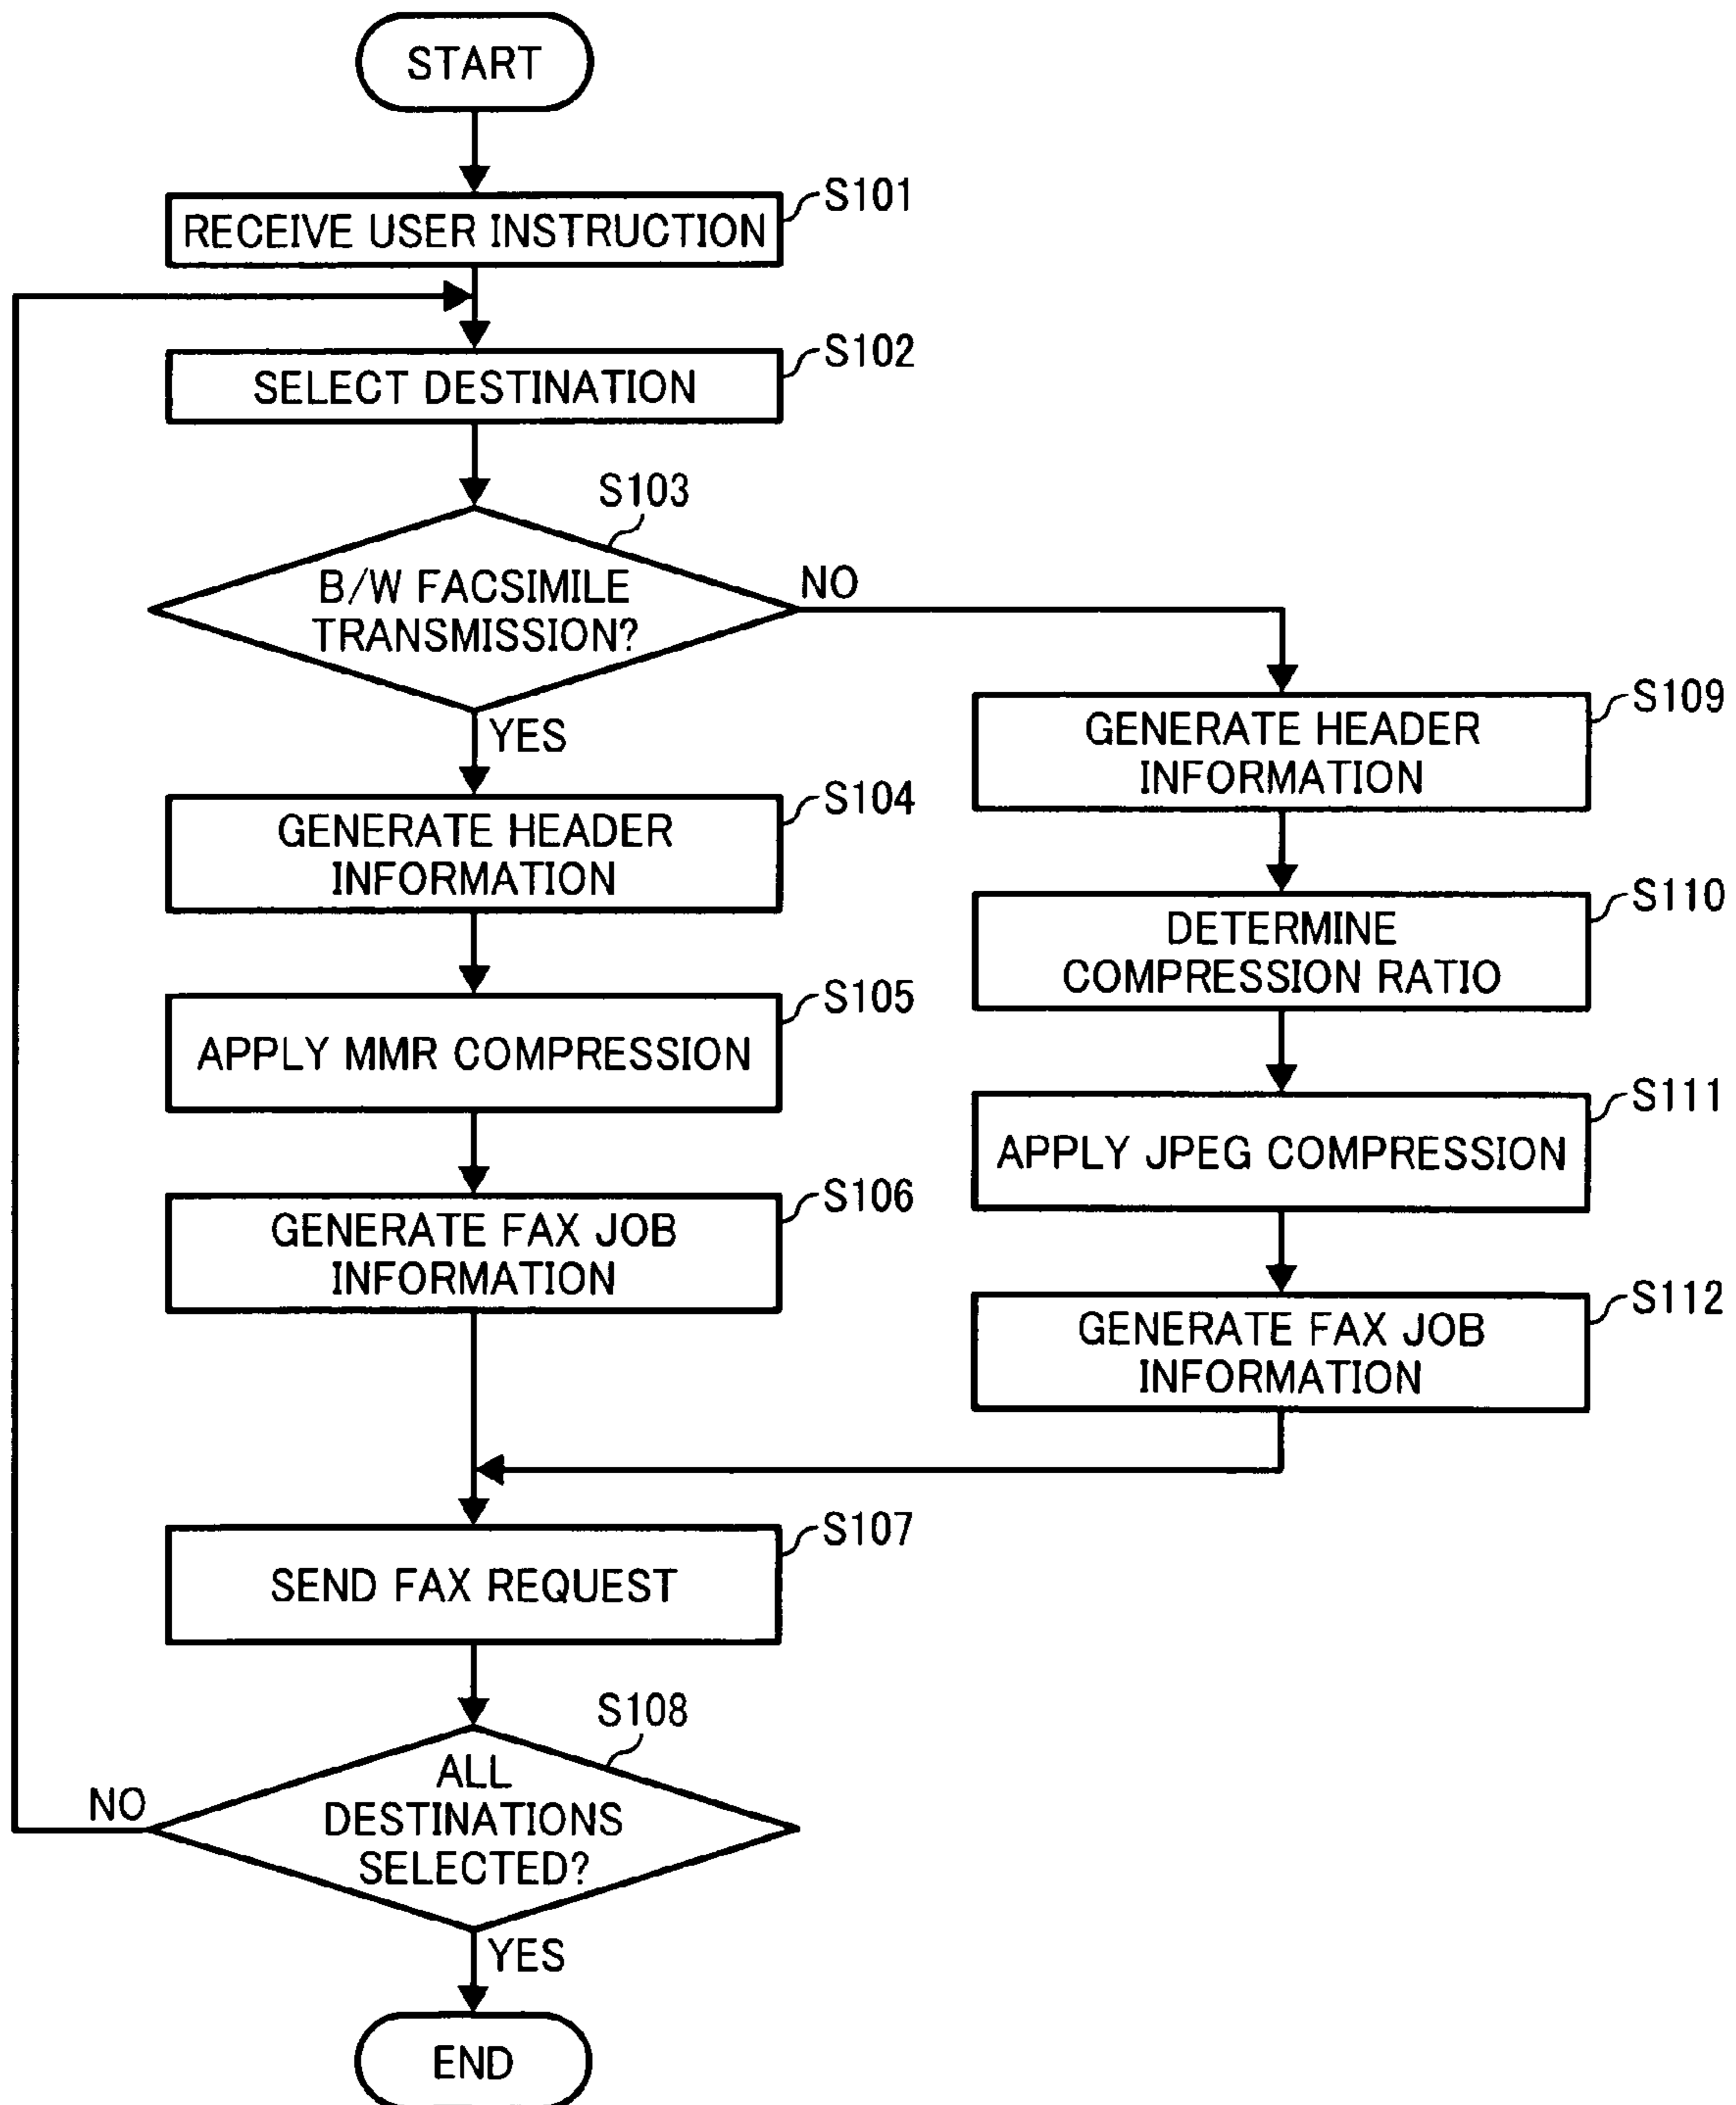 START
S101
RECEIVE USER INSTRUCTION
S102
SELECT DESTINATION
S103
B/W FACSIMILE
TRANSMISSION?
NO
YES
S104
GENERATE HEADER
INFORMATION
S105
APPLY MMR COMPRESSION
S106
GENERATE FAX JOB
INFORMATION
S109
GENERATE HEADER
INFORMATION
S110
DETERMINE
COMPRESSION RATIO
S111
APPLY JPEG COMPRESSION
S112
GENERATE FAX JOB
INFORMATION
S107
SEND FAX REQUEST
S108
ALL
DESTINATIONS
SELECTED?
NO
YES
END